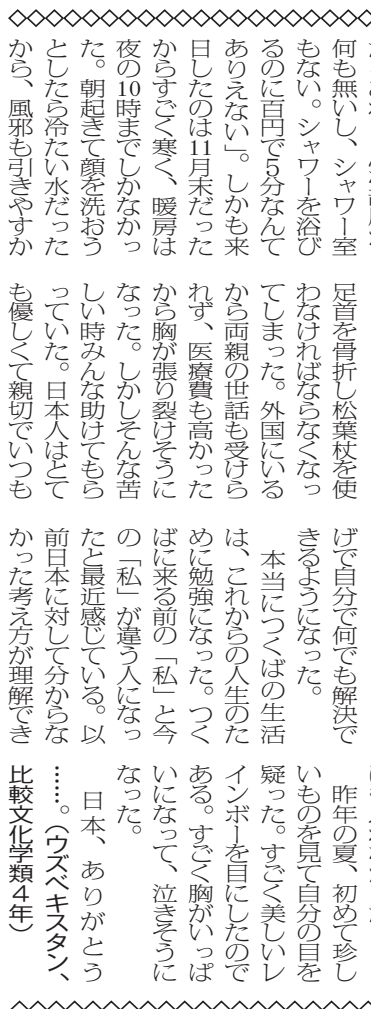 何も無いし、シャワー室
もない。シャワーを浴び
るのに百円で5分なんて
ありえない」。しかも来
日したのは11月末だった
からすごく寒く、暖房は
夜の10時までしかなかっ
た。朝起きて顔を洗おう
としたら冷たい水だった
から、風邪も引きやすか
足首を骨折し松葉杖を使
わなければならなくなっ
てしまった。外国にいる
から両親の世話も受けら
れず、医療費も高かった
から胸が張り裂けそうに
なった。しかしそんな苦
しい時みんな助けてもら
っていた。日本人はとて
も優しくて親切でいつも
げで自分で何でも解決で
きるようになった。
　本当につくばの生活
は、これからの人生のた
めに勉強になった。つく
ばに来る前の「私」と今
の「私」が違う人になっ
たと最近感じている。以
前日本に対して分からな
かった考え方が理解でき
　昨年の夏、初めて珍し
いものを見て自分の目を
疑った。すごく美しいレ
インボーを目にしたので
ある。すごく胸がいっぱ
いになって、泣きそうに
なった。
　日本、ありがとう
……。（ウズベキスタン、
比較文化学類4年）